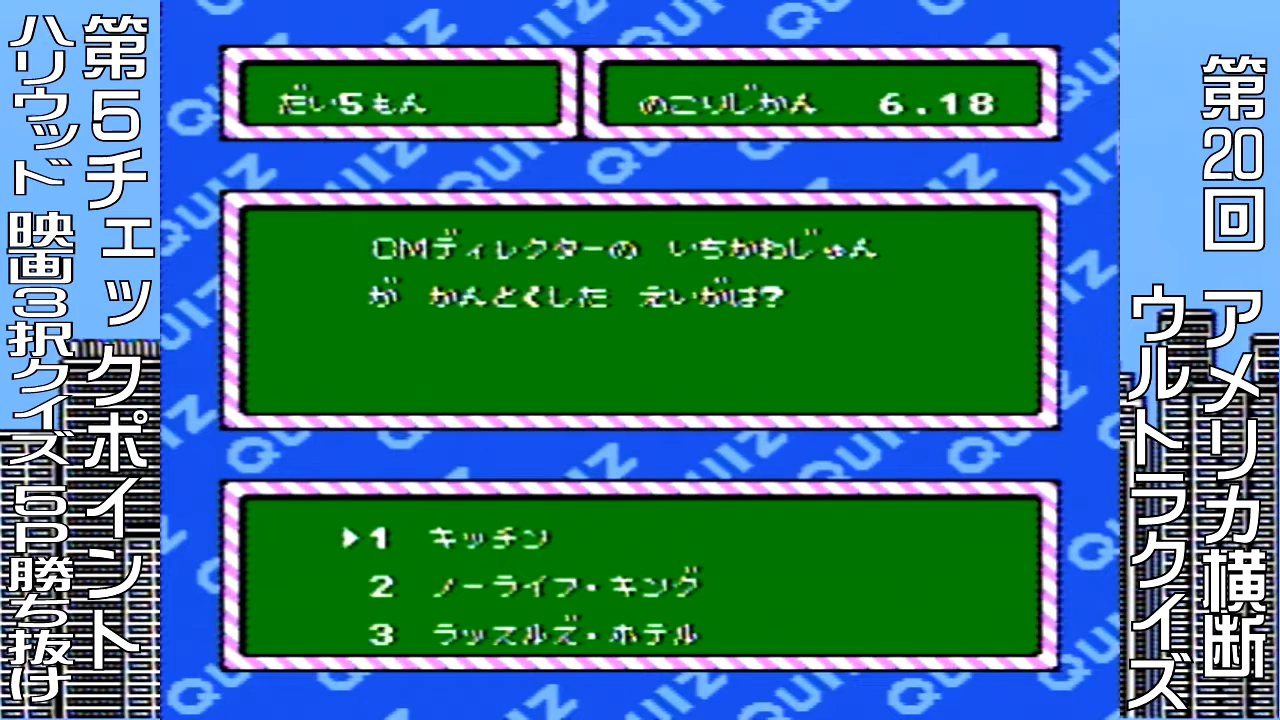 第20回 アメリカ横断
ウルトラクイズ
第5チェックポイント
ハリウッド 映画3択クイズ 5P勝ち抜け
だい5もん
のこりじかん 6.18
CMディレクターの いちかわじゅん
が かんとくした えいがは?
▶1 キッチン
2 ノーライフ・キング
3 ラッスルズ・ホテル
QUIZ QUIZ QUIZ